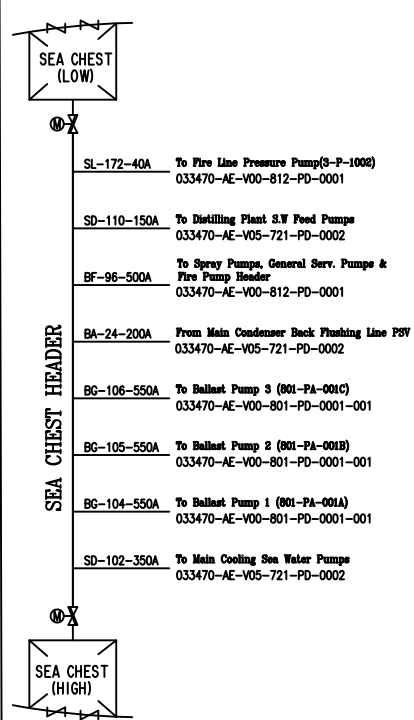 SEA CHEST
(LOW)
M
SL-172-40A To Fire Line Pressure Pump(3-P-1002)
033470-AE-V00-812-PD-0001
SD-110-150A To Distilling Plant S.W Feed Pumps
033470-AE-V05-721-PD-0002
To Spray Pumps, General Serv. Pumps &
BF-96-500A Fire Pump Header
033470-AE-V00-812-PD-0001
BA-24-200A From Main Condenser Back Flushing Line PSV
033470-AE-V05-721-PD-0002
SEA CHEST HEADER
BG-106-550A To Ballast Pump 3 (801-PA-001C)
033470-AE-V00-801-PD-0001-001
BG-105-550A To Ballast Pump 2 (801-PA-001B)
033470-AE-V00-801-PD-0001-001
BG-104-550A To Ballast Pump 1 (801-PA-001A)
033470-AE-V00-801-PD-0001-001
SD-102-350A To Main Cooling Sea Water Pumps
033470-AE-V05-721-PD-0002
M
SEA CHEST
(HIGH)